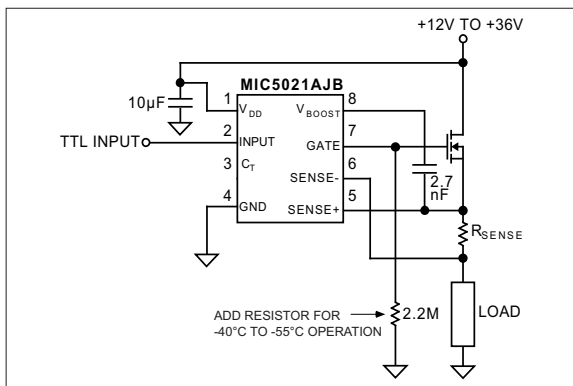 +12V TO +36V
MIC5021AJB
10µF
1
VDD
VBOOST
8
TTL INPUT
2
INPUT
GATE
7
3
CT
SENSE-
6
2.7
nF
4
GND
SENSE+
5
RSENSE
ADD RESISTOR FOR
-40°C TO -55°C OPERATION
2.2M
LOAD